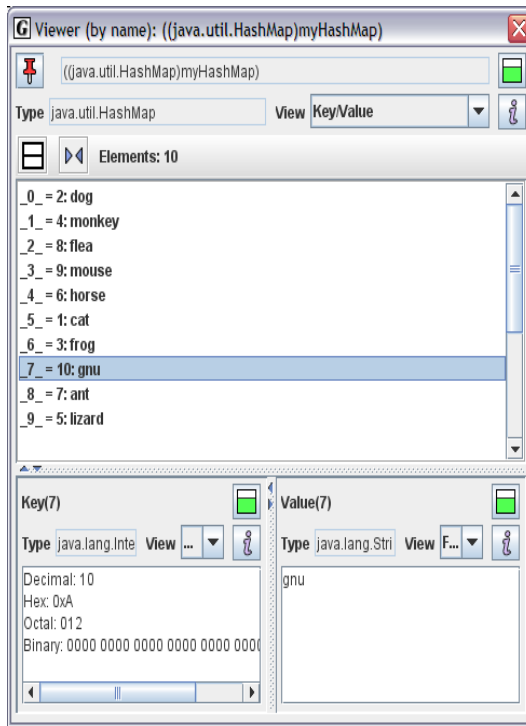 G Viewer (by name): ((java.util.HashMap)myHashMap)
((java.util.HashMap)myHashMap)
Type java.util.HashMap View Key/Value
Elements: 10
_0_ = 2: dog
_1_ = 4: monkey
_2_ = 8: flea
_3_ = 9: mouse
_4_ = 6: horse
_5_ = 1: cat
_6_ = 3: frog
_7_ = 10: gnu
_8_ = 7: ant
_9_ = 5: lizard
Key(7)
Type java.lang.Inte View ...
Decimal: 10
Hex: 0xA
Octal: 012
Binary: 0000 0000 0000 0000 0000 000
Value(7)
Type java.lang.Stri View F...
gnu